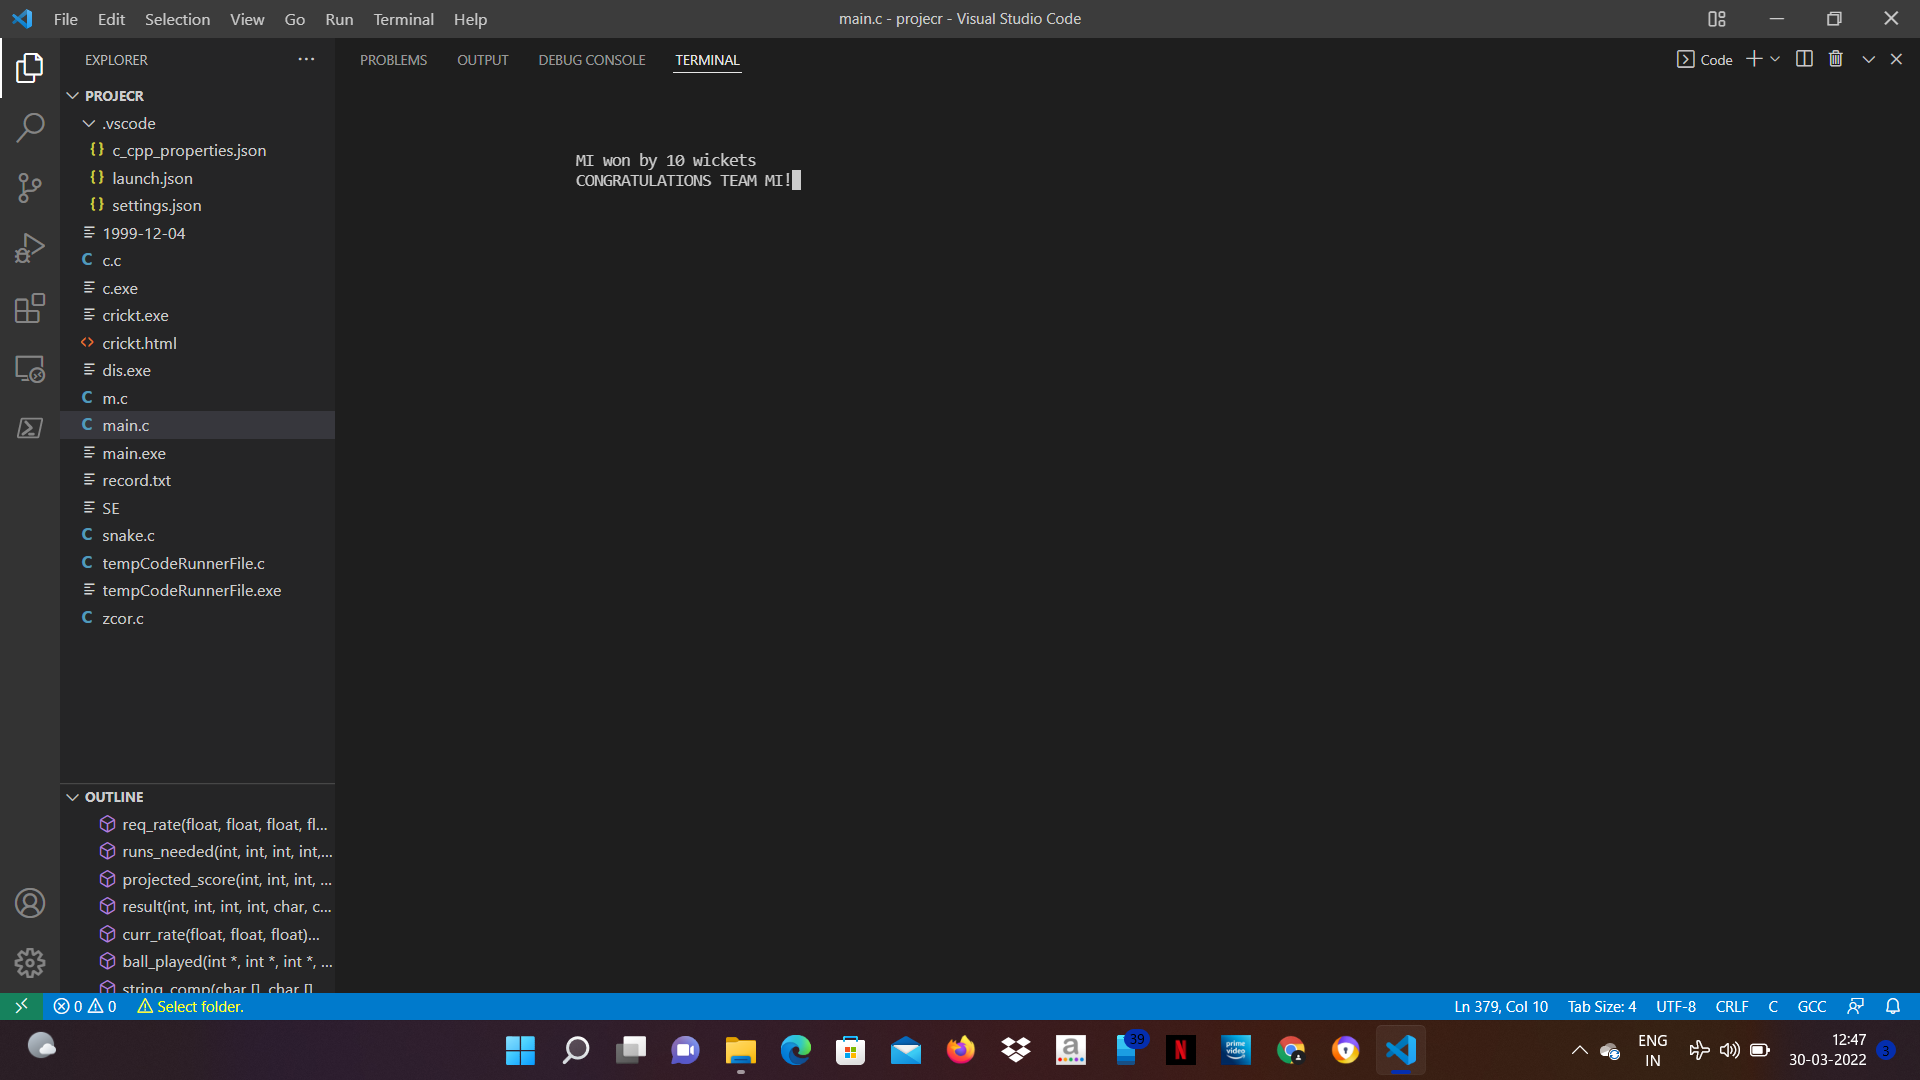 File Edit Selection View Go Run Terminal Help
main.c - projecr - Visual Studio Code
EXPLORER
PROBLEMS OUTPUT DEBUG CONSOLE TERMINAL
Code
PROJECR
.vscode
{} c_cpp_properties.json
{} launch.json
{} settings.json
1999-12-04
C c.c
c.exe
crickt.exe
<> crickt.html
dis.exe
C m.c
C main.c
main.exe
record.txt
SE
C snake.c
C tempCodeRunnerFile.c
tempCodeRunnerFile.exe
C zcor.c
MI won by 10 wickets
CONGRATULATIONS TEAM MI!
OUTLINE
req_rate(float, float, float, fl...
runs_needed(int, int, int, int,...
projected_score(int, int, int, ...
result(int, int, int, int, char, c...
curr_rate(float, float, float)...
ball_played(int *, int *, int *, ...
string_comp(char [], char []
0 0 Select folder.
Ln 379, Col 10 Tab Size: 4 UTF-8 CRLF C GCC
a
39
N
prime video
ENG
IN
12:47
30-03-2022
3